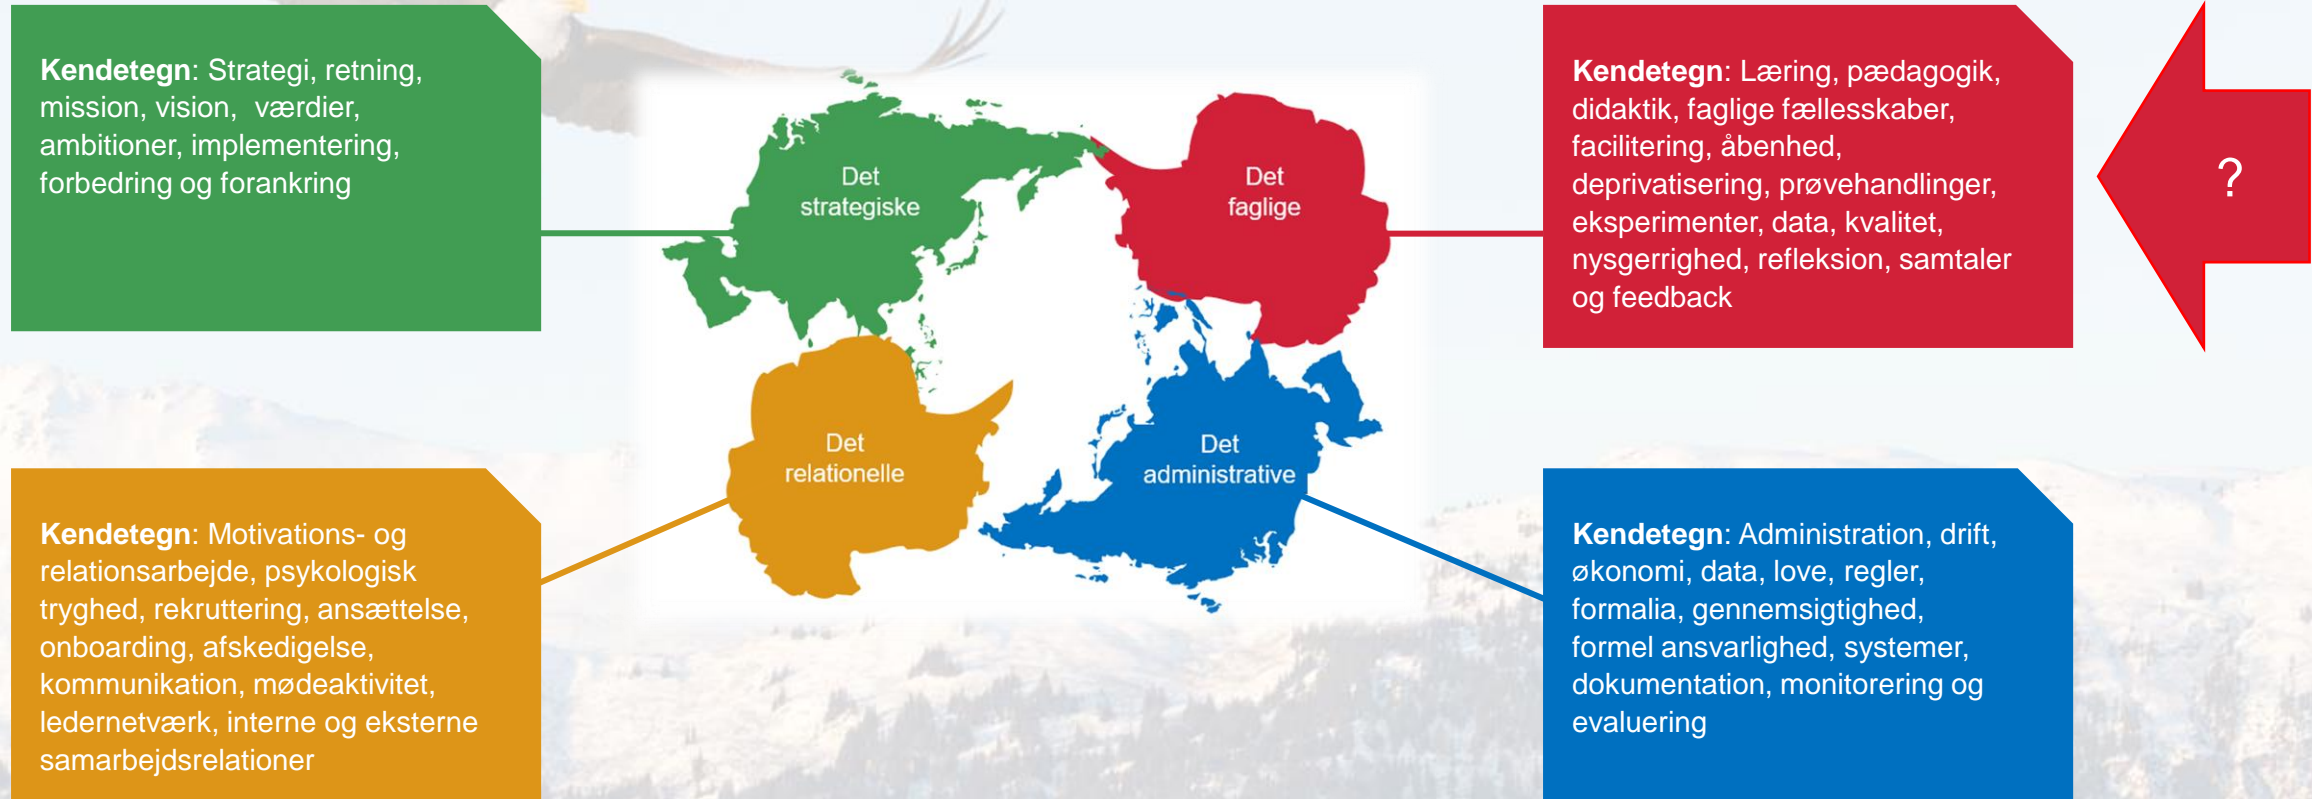 Kendetegn: Strategi, retning,
mission, vision, værdier,
ambitioner, implementering,
forbedring og forankring
Det
strategiske
Det
faglige
Kendetegn: Læring, pædagogik,
didaktik, faglige fællesskaber,
facilitering, åbenhed,
deprivatisering, prøvehandlinger,
eksperimenter, data, kvalitet,
nysgerrighed, refleksion, samtaler
og feedback
?
Kendetegn: Motivations- og
relationsarbejde, psykologisk
tryghed, rekruttering, ansættelse,
onboarding, afskedigelse,
kommunikation, mødeaktivitet,
ledernetværk, interne og eksterne
samarbejdsrelationer
Det
relationelle
Det
administrative
Kendetegn: Administration, drift,
økonomi, data, love, regler,
formalia, gennemsigtighed,
formel ansvarlighed, systemer,
dokumentation, monitorering og
evaluering